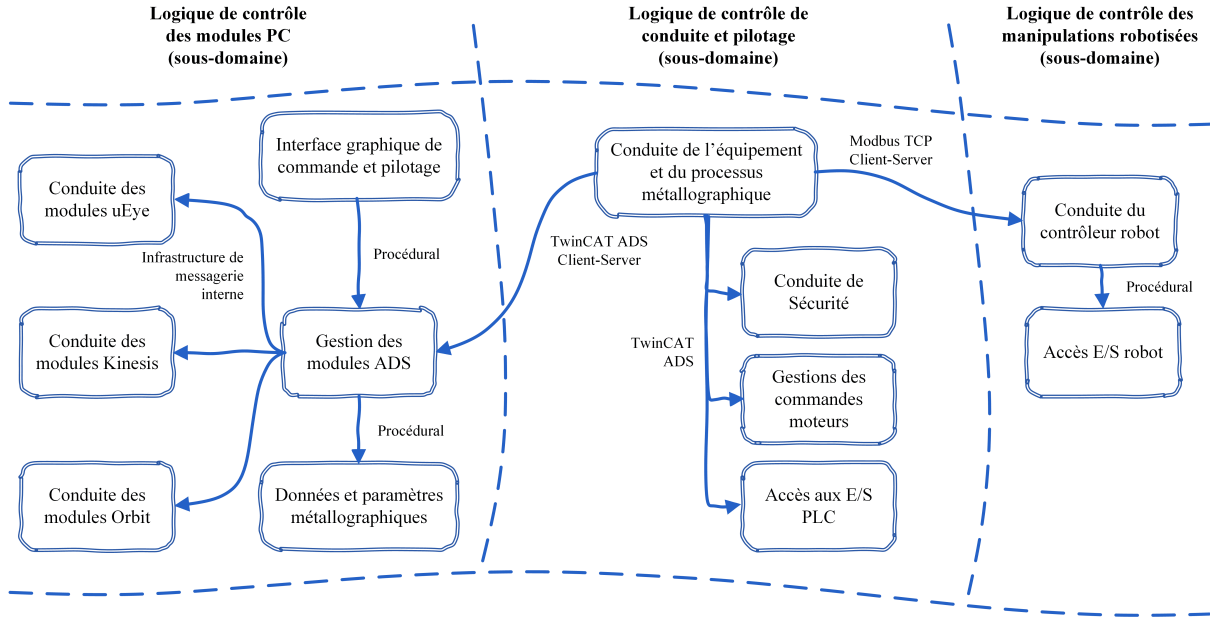 Logique de contrôle
des modules PC
(sous-domaine)
Logique de contrôle de
conduite et pilotage
(sous-domaine)
Logique de contrôle des
manipulations robotisées
(sous-domaine)
Interface graphique de
commande et pilotage
Conduite des
modules uEye
Infrastructure de
messagerie
interne
Procédural
Conduite des
modules Kinesis
Gestion des
modules ADS
Procédural
Conduite des
modules Orbit
Données et paramètres
métallographiques
TwinCAT ADS
Client-Server
Conduite de l’équipement
et du processus
métallographique
Conduite de
Sécurité
TwinCAT
ADS
Gestions des
commandes
moteurs
Accès aux E/S
PLC
Modbus TCP
Client-Server
Conduite du
contrôleur robot
Procédural
Accès E/S robot